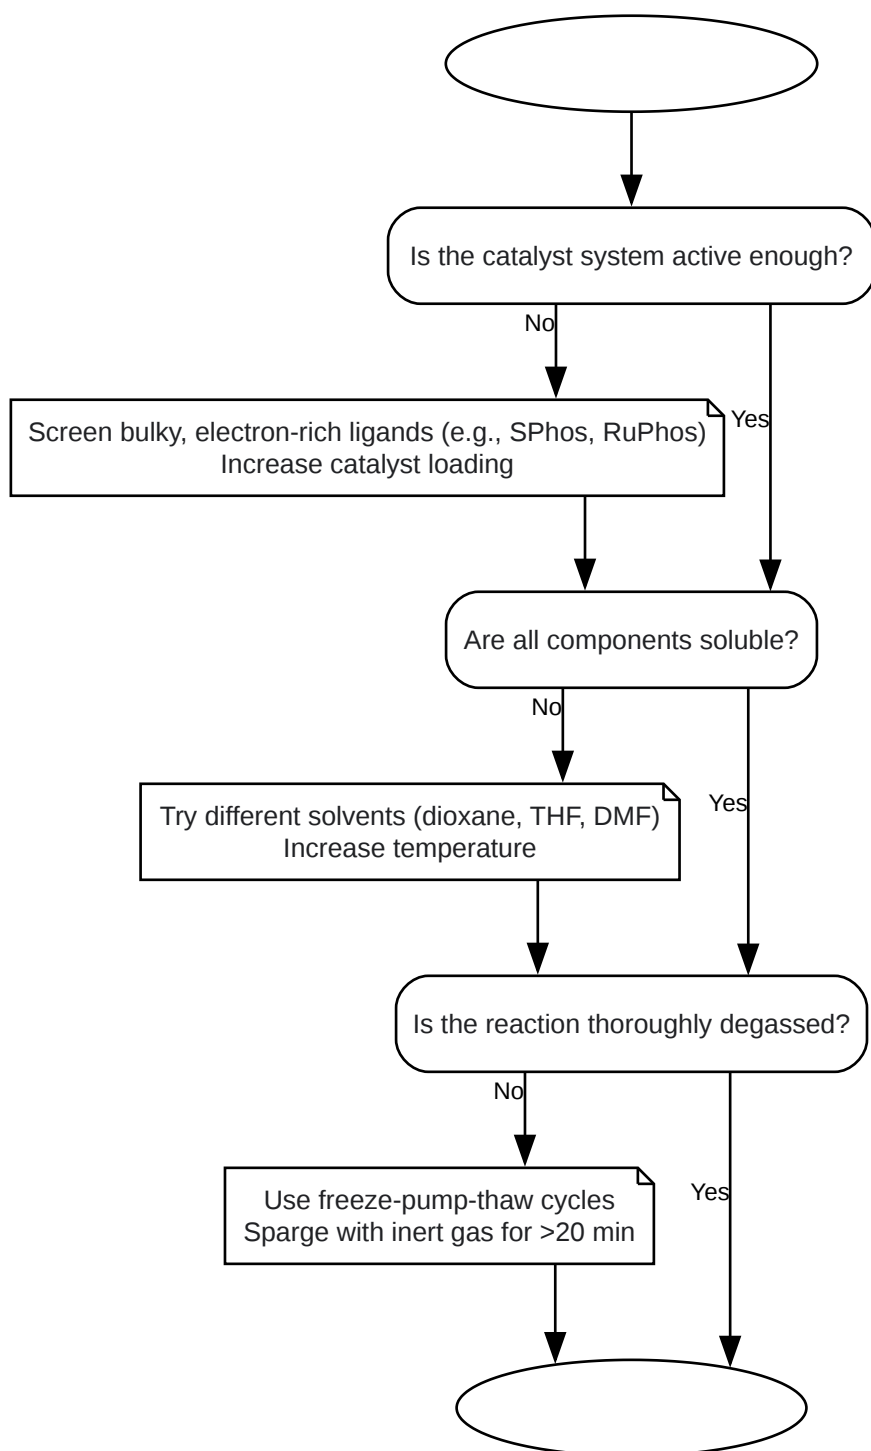 Is the catalyst system active enough?
No
Yes
Screen bulky, electron-rich ligands (e.g., SPhos, RuPhos)
Increase catalyst loading
Are all components soluble?
No
Yes
Try different solvents (dioxane, THF, DMF)
Increase temperature
Is the reaction thoroughly degassed?
No
Yes
Use freeze-pump-thaw cycles
Sparge with inert gas for >20 min